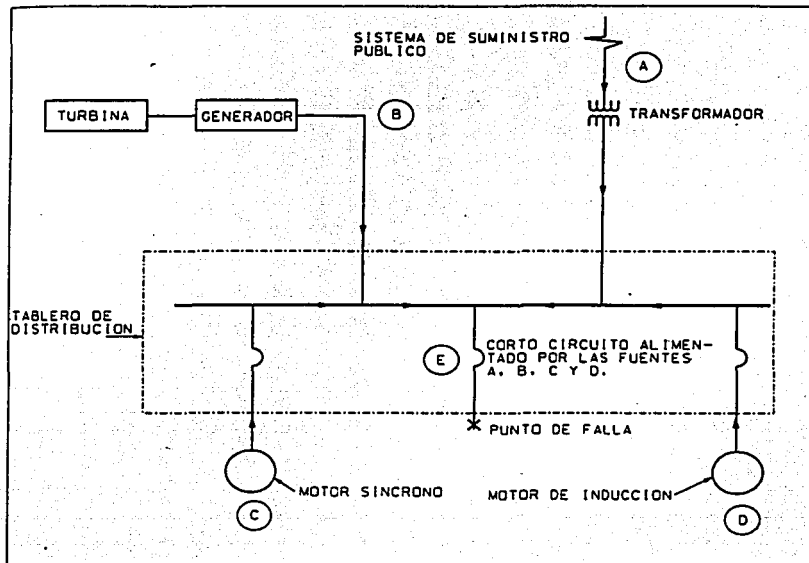 SISTEMA DE SUMINISTRO
PUBLICO
A
TURBINA
GENERADOR
B
TRANSFORMADOR
TABLERO DE
DISTRIBUCION
E
CORTO CIRCUITO ALIMEN-
TADO POR LAS FUENTES
A. B. C Y D.
PUNTO DE FALLA
MOTOR SINCRONO
C
MOTOR DE INDUCCION
D